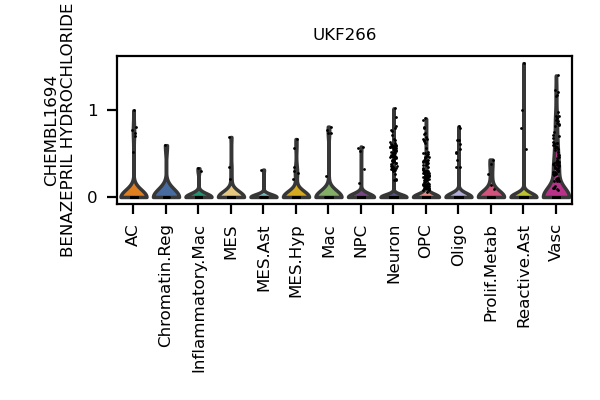 UKF266
CHEMBL1694
BENAZEPRIL HYDROCHLORIDE
1
0
AC
Chromatin.Reg
Inflammatory.Mac
MES
MES.Ast
MES.Hyp
Mac
NPC
Neuron
OPC
Oligo
Prolif.Metab
Reactive.Ast
Vasc